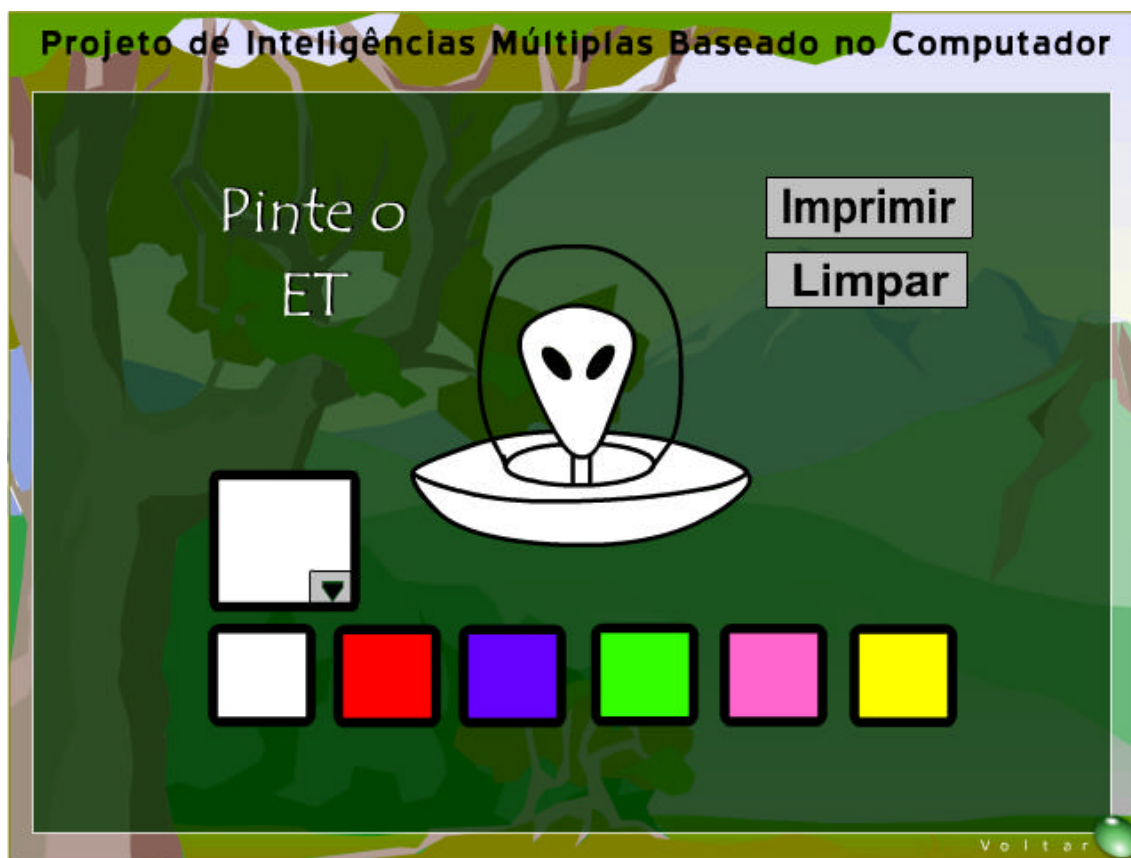 Projeto de Inteligências Múltiplas Baseado no Computador
Pinte o
ET
Imprimir
Limpar
Voltar